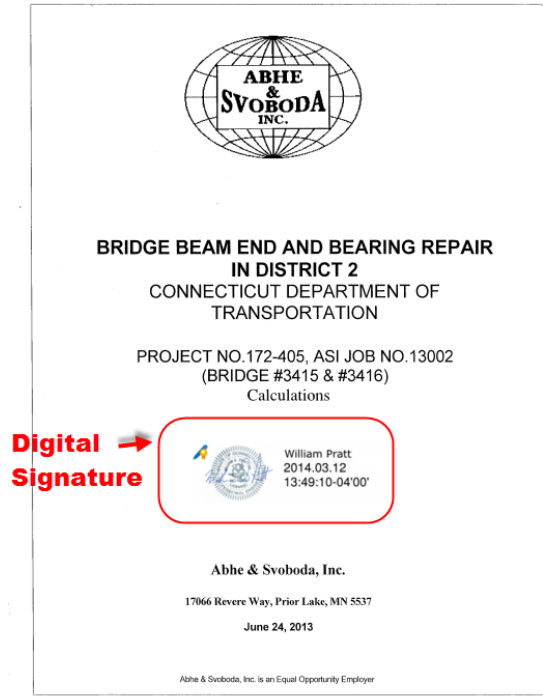 ABHE
&
SVOBODA
INC.
BRIDGE BEAM END AND BEARING REPAIR
IN DISTRICT 2
CONNECTICUT DEPARTMENT OF
TRANSPORTATION
PROJECT NO.172-405, ASI JOB NO.13002
(BRIDGE #3415 & #3416)
Calculations
Digital
Signature
William Pratt
2014.03.12
13:49:10-04'00'
Abhe & Svoboda, Inc.
17066 Revere Way, Prior Lake, MN 5537
June 24, 2013
Abhe & Svoboda, Inc. is an Equal Opportunity Employer